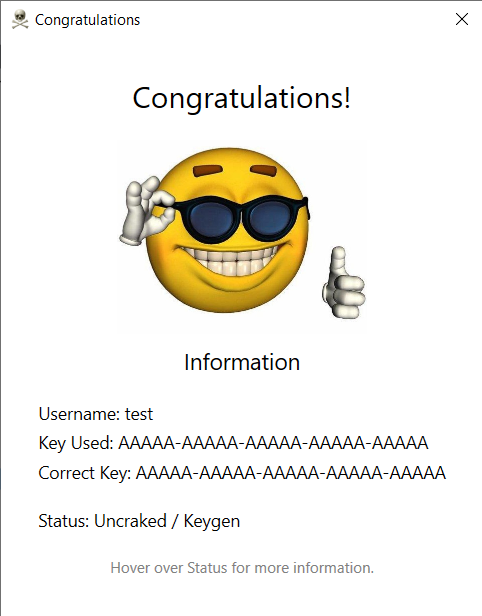 Congratulations
Congratulations!
Information
Username: test
Key Used: AAAAA-AAAAA-AAAAA-AAAAA-AAAAA
Correct Key: AAAAA-AAAAA-AAAAA-AAAAA-AAAAA
Status: Uncraked / Keygen
Hover over Status for more information.